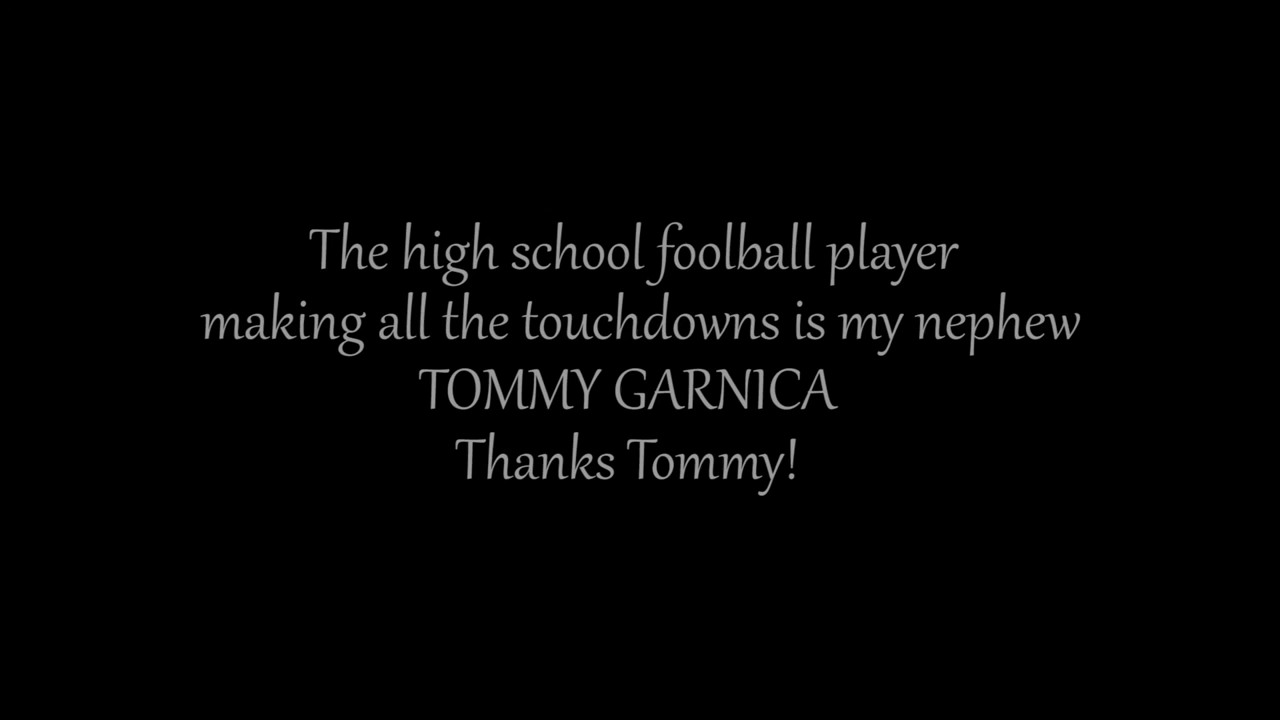 The high school foolball player
making all the touchdowns is my nephew
TOMMY GARNICA
Thanks Tommy!